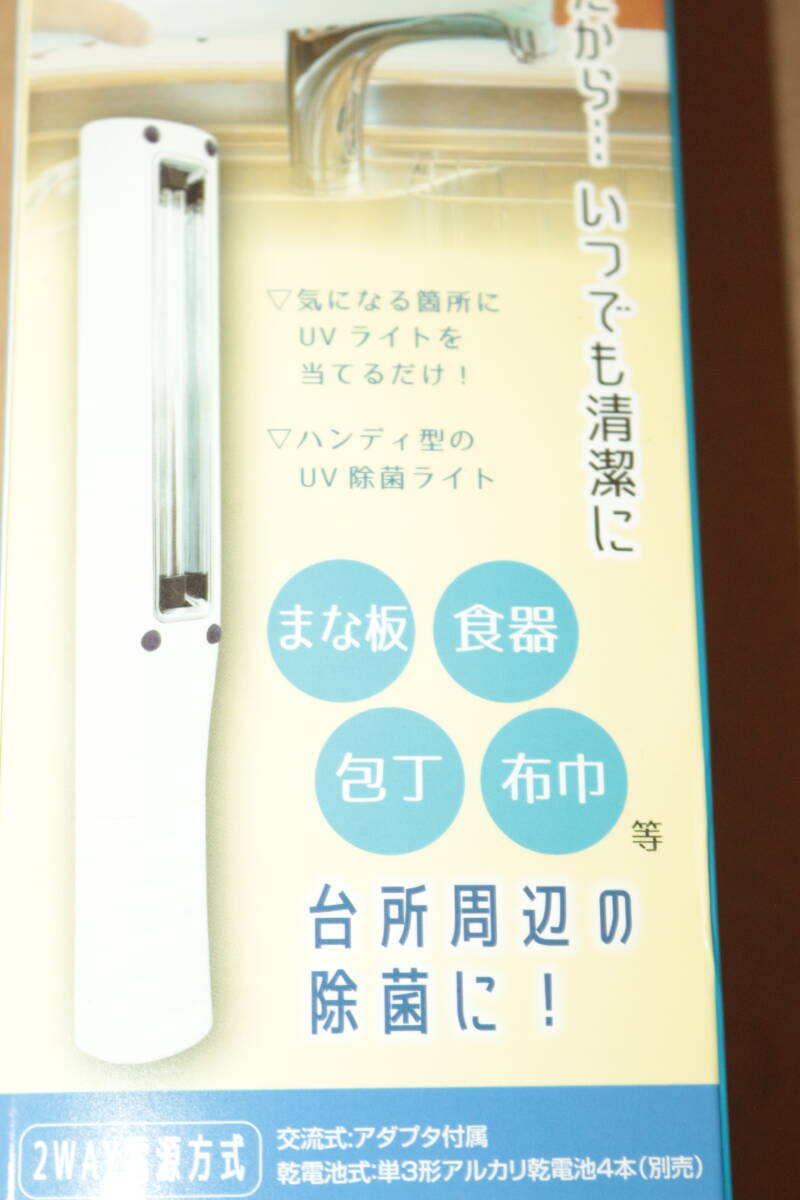 だから…いつでも清潔に
▽気になる箇所に
UVライトを
当てるだけ！
▽ハンディ型の
UV除菌ライト
まな板
食器
包丁
布巾
等
台所周辺の
除菌に！
2WAY電源方式
交流式:アダプタ付属
乾電池式:単3形アルカリ乾電池4本(別売)